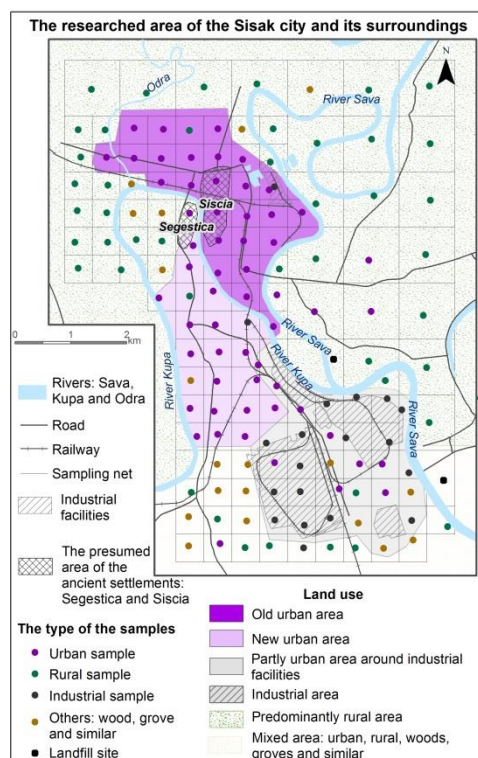 The researched area of the Sisak city and its surroundings
N
Odra
River Sava
Siscia
Segestica
0 1 2
km
River Sava
River Kupa
River Kupa
River Sava
Rivers: Sava,
Kupa and Odra
Road
Railway
Sampling net
Industrial
facilities
The presumed
area of the
ancient settlements:
Segestica and Siscia
The type of the samples
Urban sample
Rural sample
Industrial sample
Others: wood, grove
and similar
Landfill site
Land use
Old urban area
New urban area
Partly urban area around industrial
facilities
Industrial area
Predominantly rural area
Mixed area: urban, rural, woods,
groves and similar